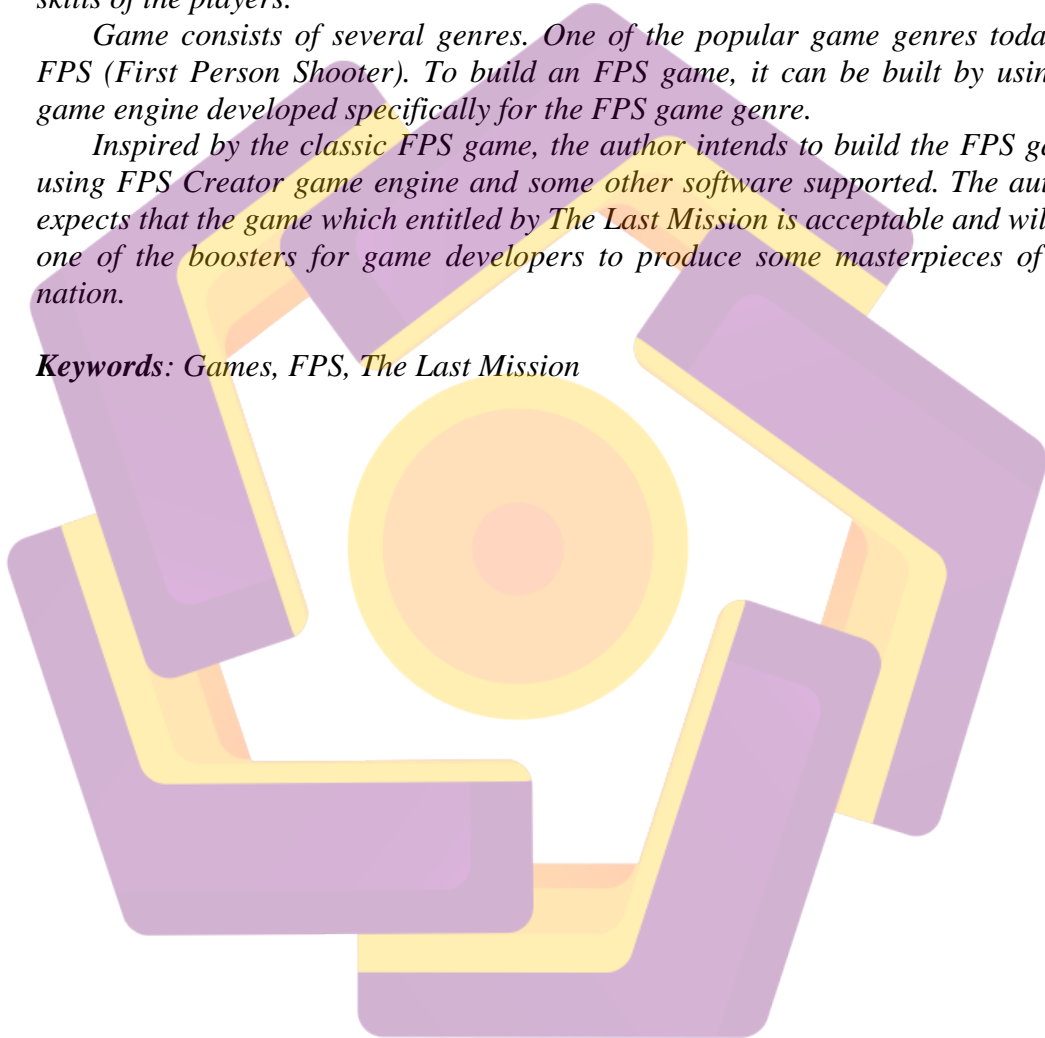 skills of the players.
Game consists of several genres. One of the popular game genres toda
FPS (First Person Shooter). To build an FPS game, it can be built by usin
game engine developed specifically for the FPS game genre.
Inspired by the classic FPS game, the author intends to build the FPS ga
using FPS Creator game engine and some other software supported. The aut
expects that the game which entitled by The Last Mission is acceptable and wil
one of the boosters for game developers to produce some masterpieces of
nation.
Keywords: Games, FPS, The Last Mission